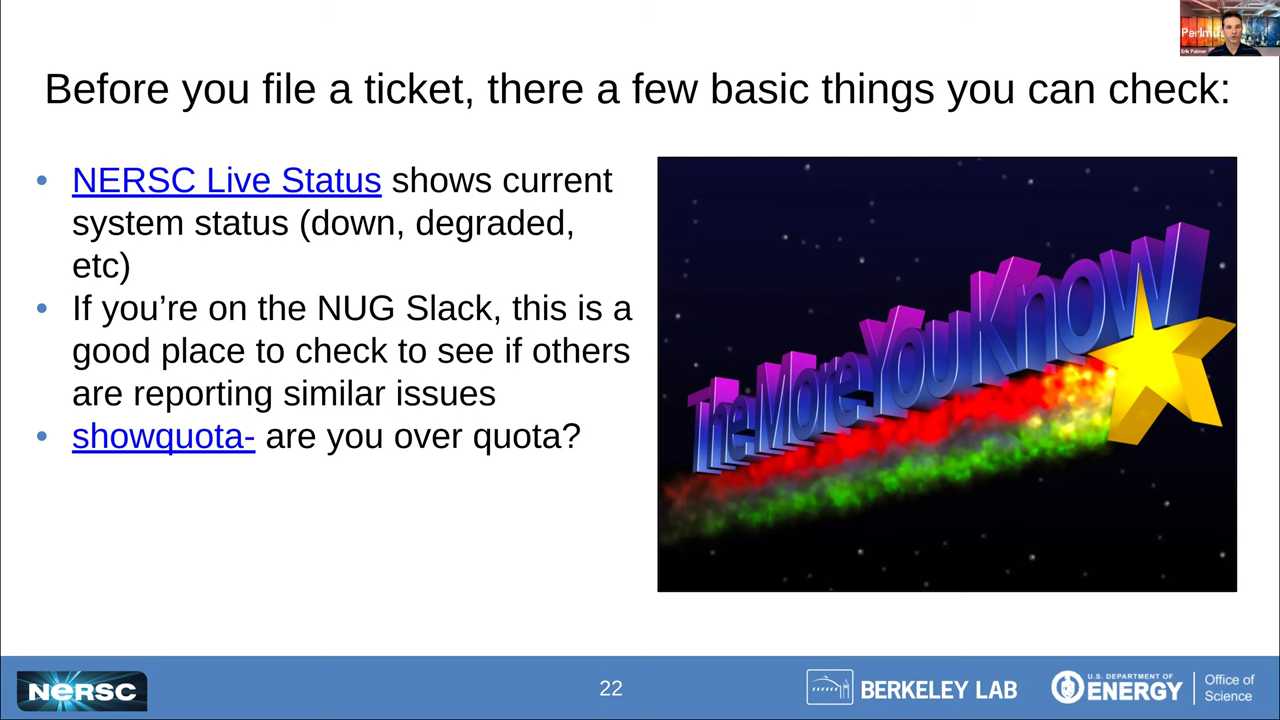 Perlmu
Erik Palmer
Before you file a ticket, there a few basic things you can check:
• NERSC Live Status shows current
system status (down, degraded,
etc)
• If you’re on the NUG Slack, this is a
good place to check to see if others
are reporting similar issues
• showquota- are you over quota?
The More You Know
NERSC
22
BERKELEY LAB
U.S. DEPARTMENT OF
ENERGY
Office of
Science